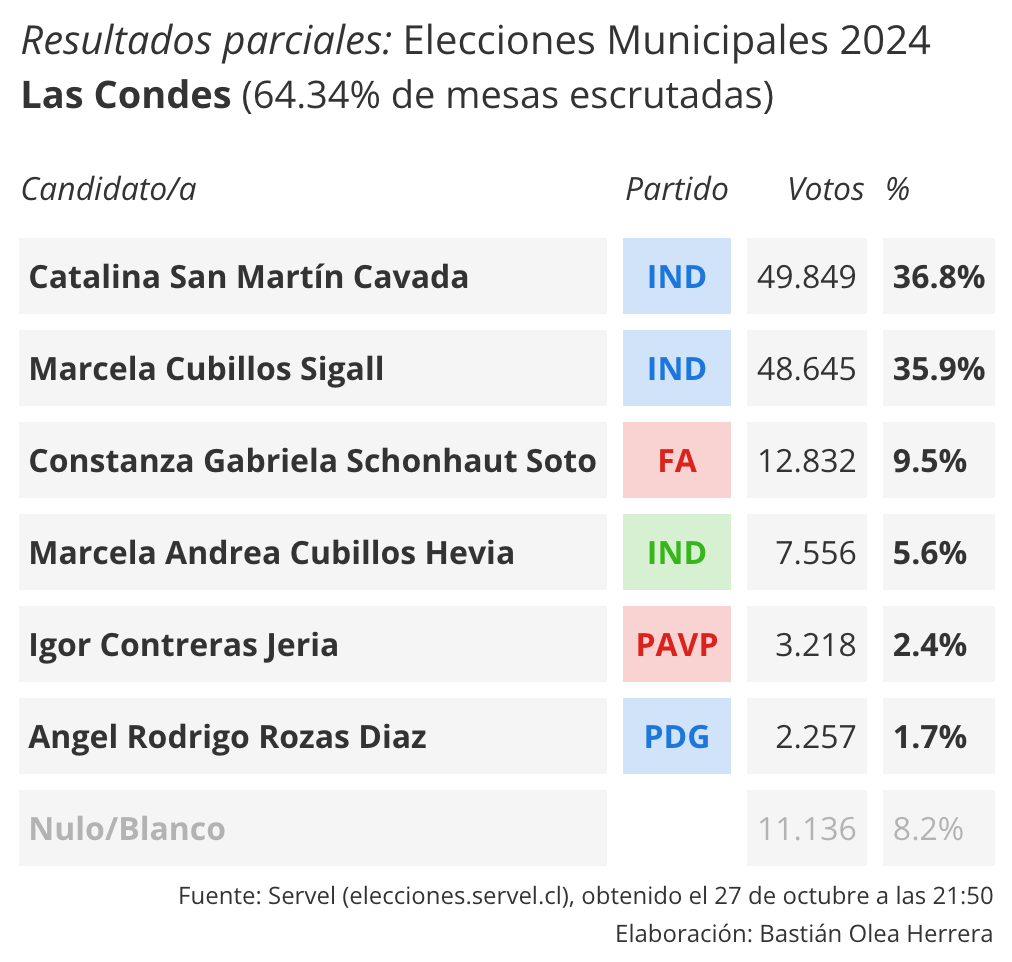 Resultados parciales: Elecciones Municipales 2024
Las Condes (64.34% de mesas escrutadas)
Candidato/a Partido Votos %
Catalina San Martín Cavada IND 49.849 36.8%
Marcela Cubillos Sigall IND 48.645 35.9%
Constanza Gabriela Schonhaut Soto FA 12.832 9.5%
Marcela Andrea Cubillos Hevia IND 7.556 5.6%
Igor Contreras Jeria PAVP 3.218 2.4%
Angel Rodrigo Rozas Diaz PDG 2.257 1.7%
Nulo/Blanco 11.136 8.2%
Fuente: Servel (elecciones.servel.cl), obtenido el 27 de octubre a las 21:50
Elaboración: Bastián Olea Herrera